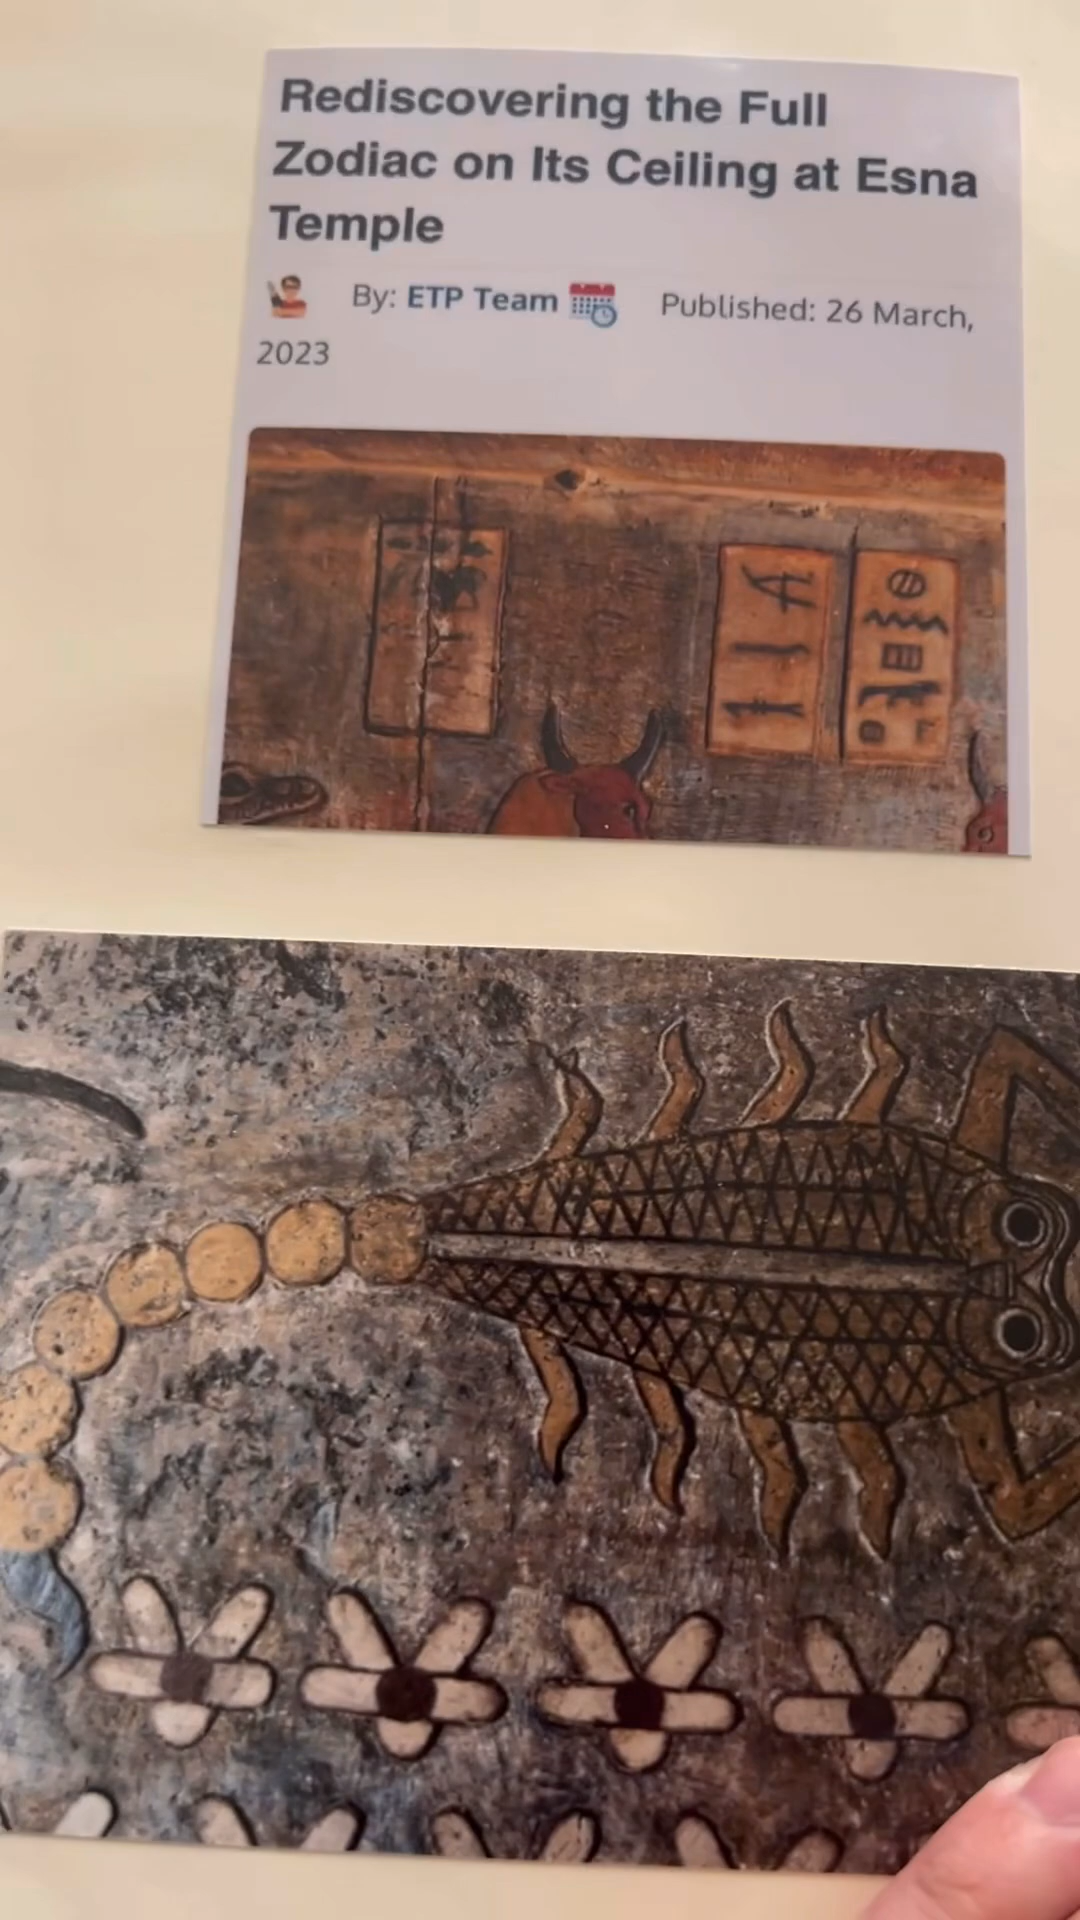 Rediscovering the Full
Zodiac on Its Ceiling at Esna
Temple
By: ETP Team Published: 26 March,
2023